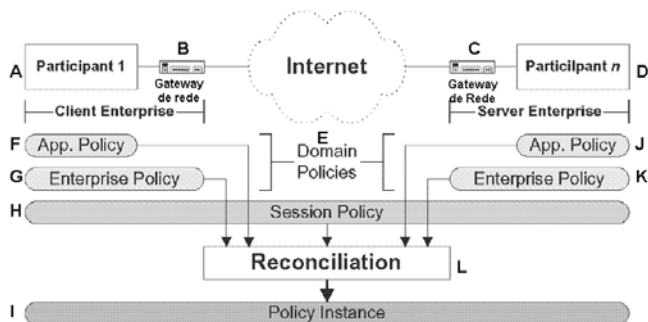 B
C
A
Participant 1
Internet
Particilpant n
D
Gateway
de rede
Gateway
de Rede
Client Enterprise
Server Enterprise
E
F
App. Policy
Domain
Policies
App. Policy
J
G
Enterprise Policy
Enterprise Policy
K
H
Session Policy
Reconciliation
L
I
Policy Instance